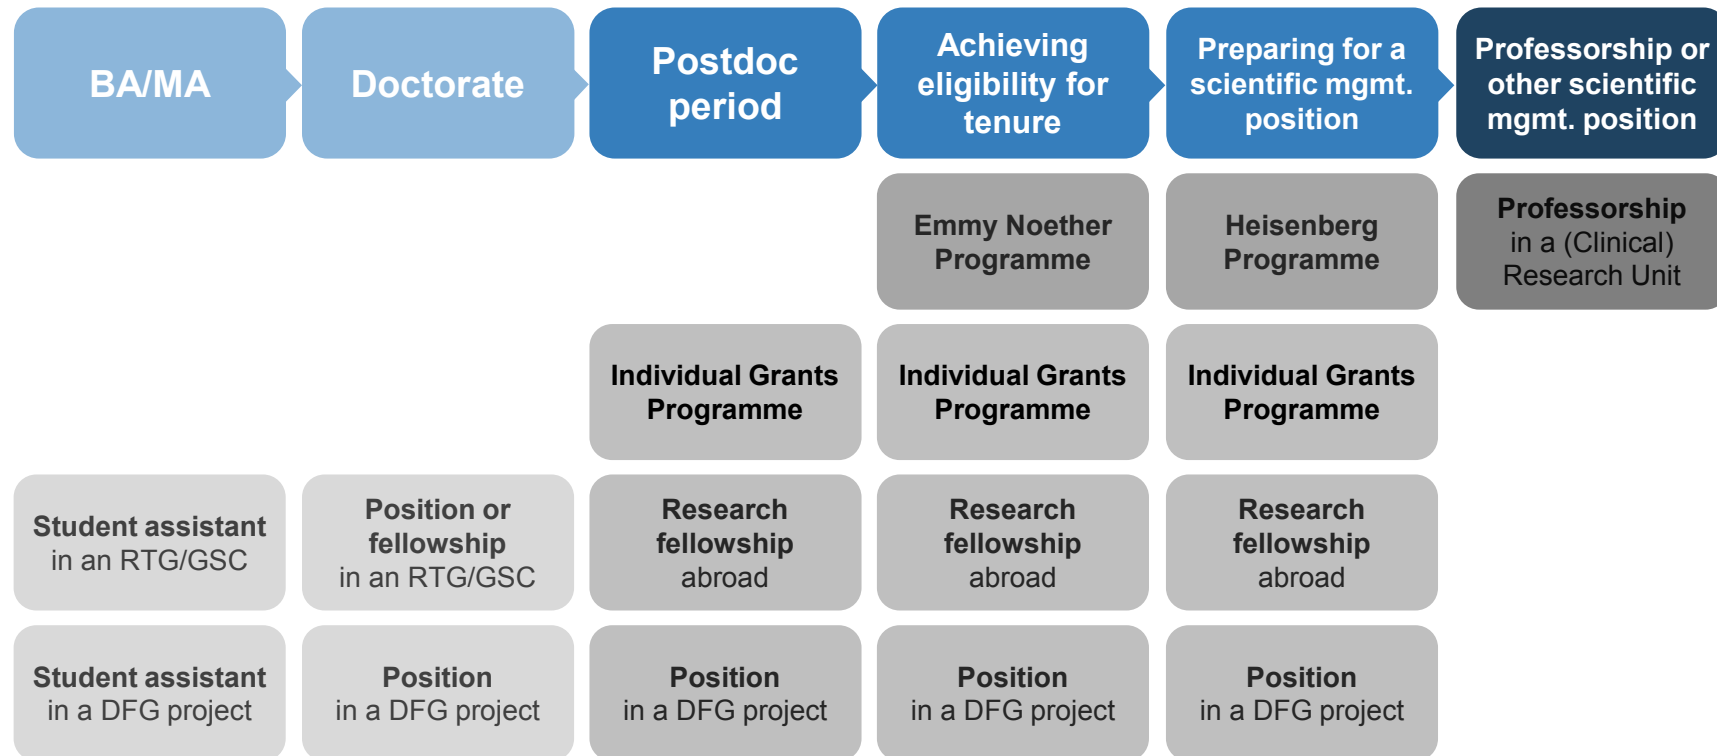 BA/MA
Doctorate
Postdoc
period
Achieving
eligibility for
tenure
Preparing for a
scientific mgmt.
position
Professorship or
other scientific
mgmt. position
Emmy Noether
Programme
Heisenberg
Programme
Professorship
in a (Clinical)
Research Unit
Individual Grants
Programme
Individual Grants
Programme
Individual Grants
Programme
Student assistant
in an RTG/GSC
Position or
fellowship
in an RTG/GSC
Research
fellowship
abroad
Research
fellowship
abroad
Research
fellowship
abroad
Student assistant
in a DFG project
Position
in a DFG project
Position
in a DFG project
Position
in a DFG project
Position
in a DFG project